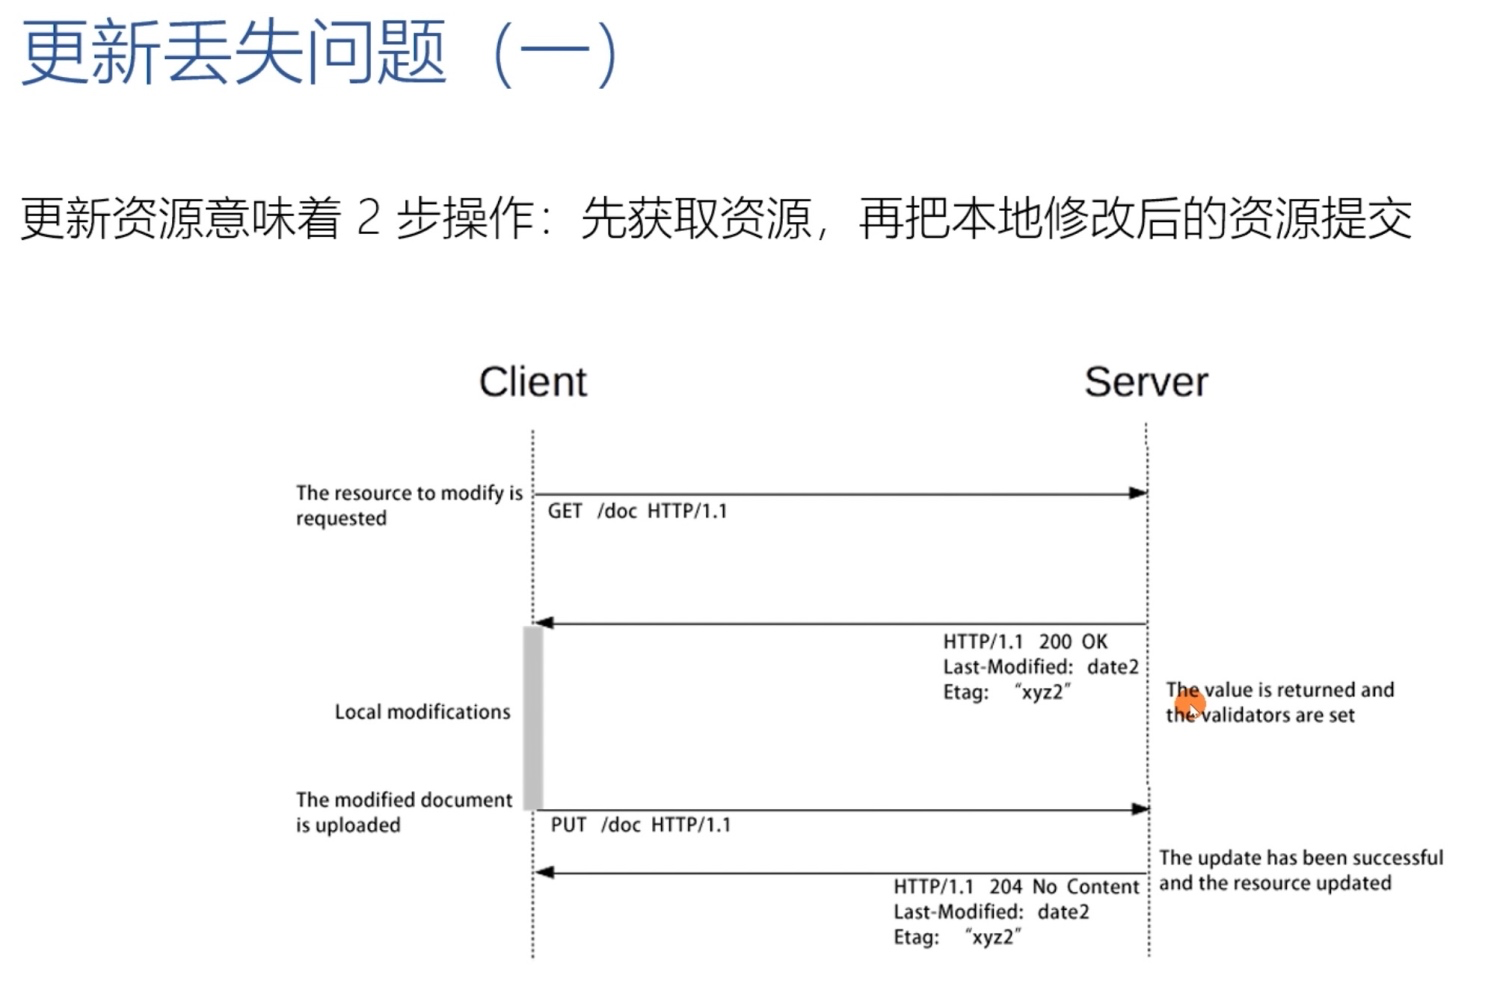 更新丢失问题（一）
更新资源意味着 2 步操作：先获取资源，再把本地修改后的资源提交
Client
Server
The resource to modify is
requested
GET /doc HTTP/1.1
HTTP/1.1 200 OK
Last-Modified: date2
Etag: “xyz2”
The value is returned and
the validators are set
Local modifications
The modified document
is uploaded
PUT /doc HTTP/1.1
The update has been successful
and the resource updated
HTTP/1.1 204 No Content
Last-Modified: date2
Etag: “xyz2”